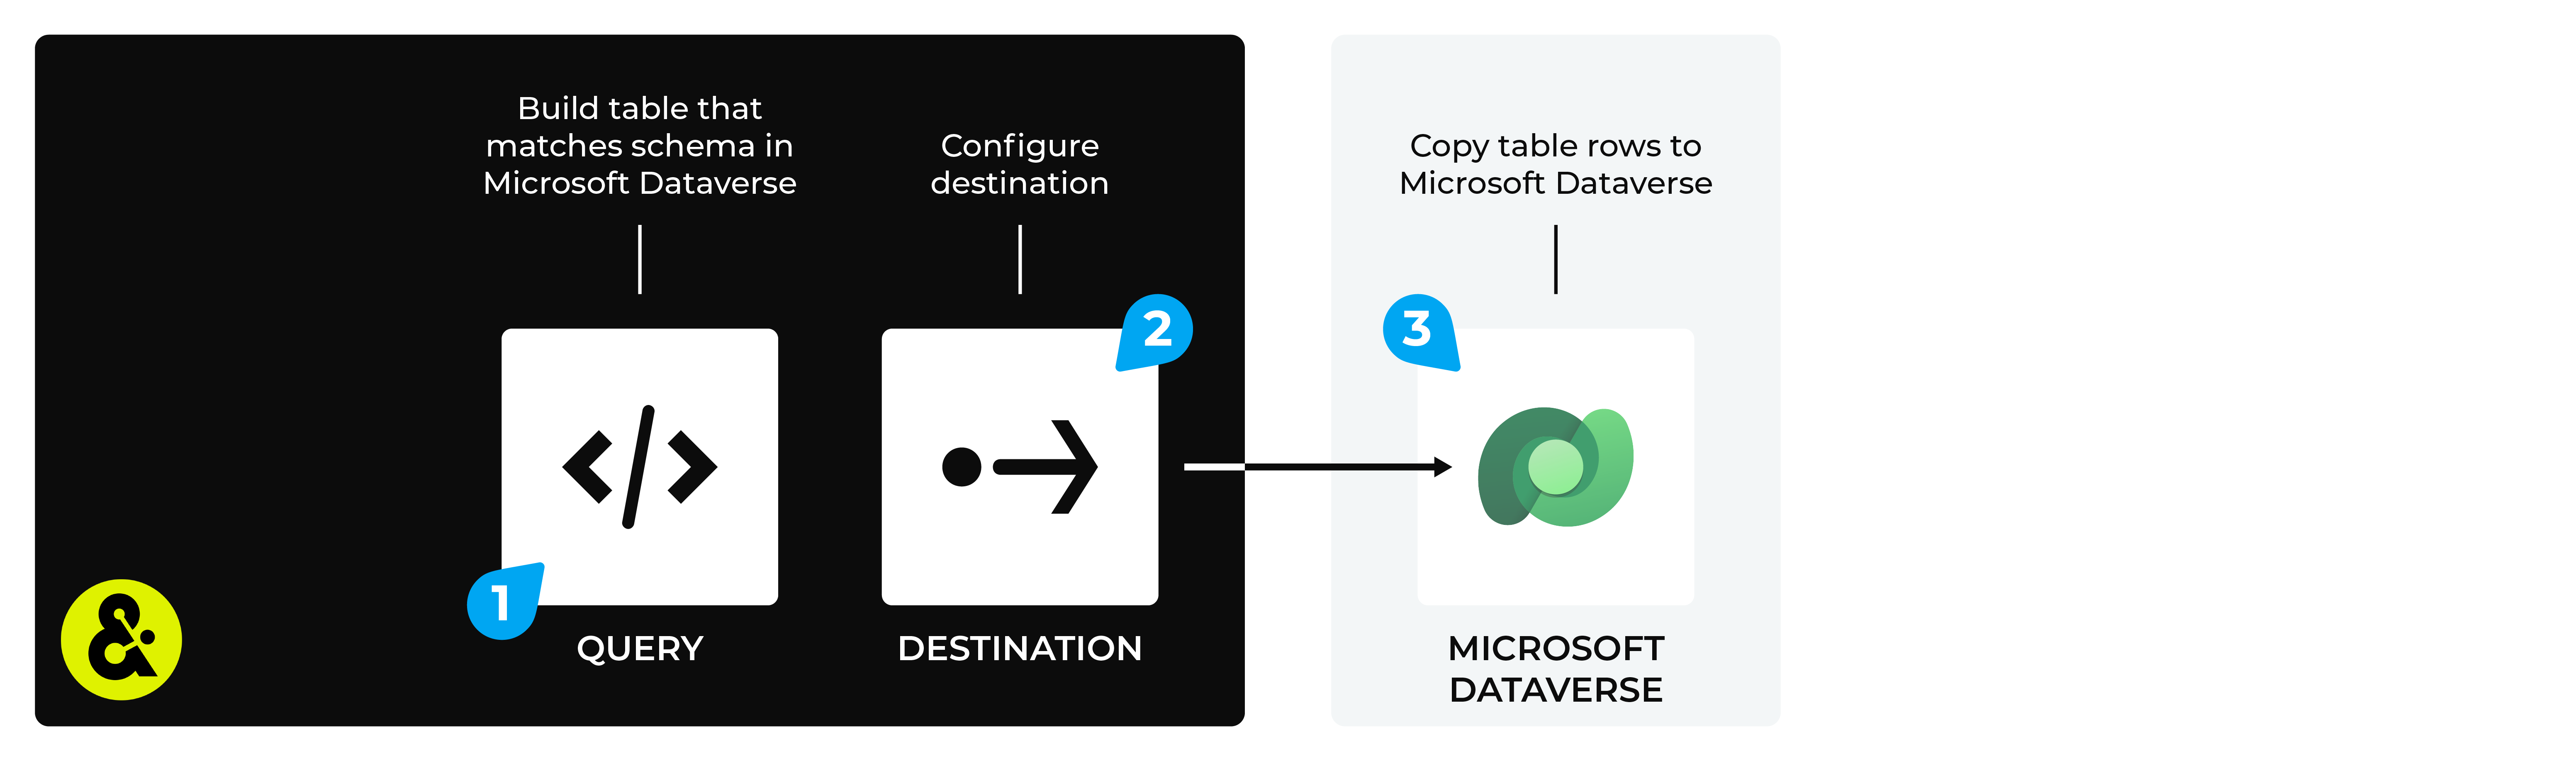 Build table that
matches schema in
Microsoft Dataverse
1
QUERY
Configure
destination
2
DESTINATION
Copy table rows to
Microsoft Dataverse
3
MICROSOFT
DATAVERSE
&